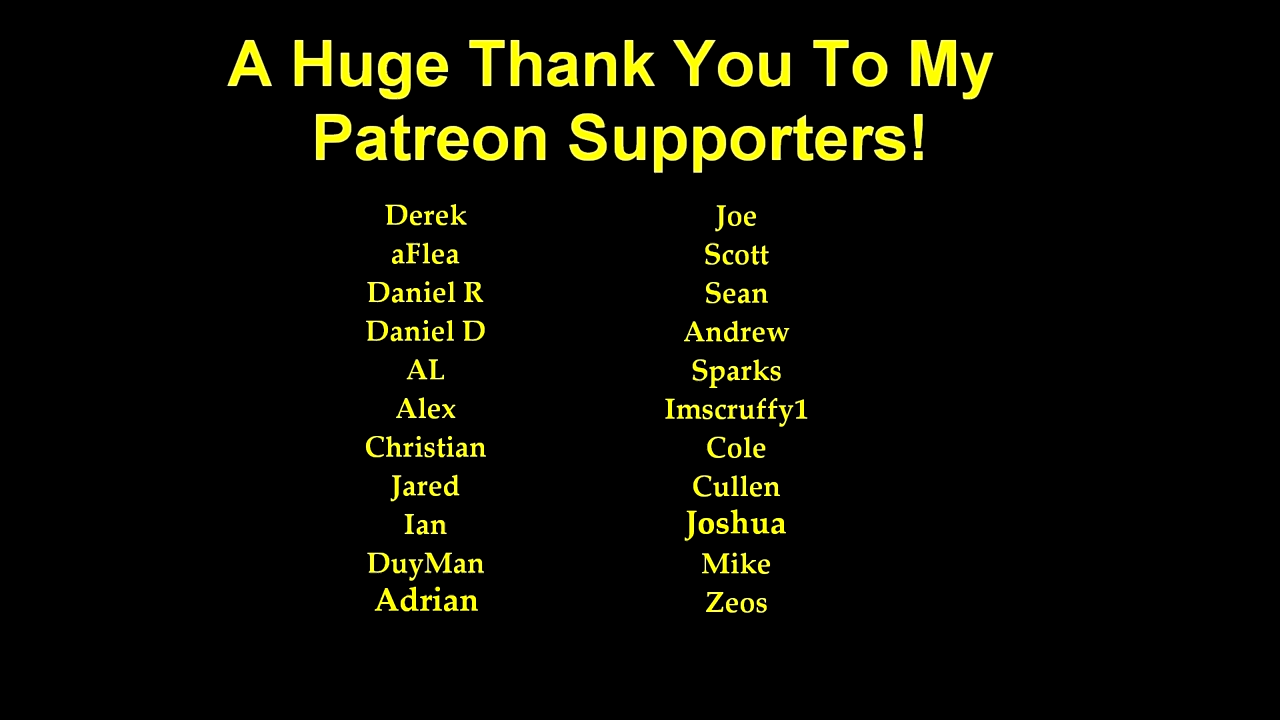 A Huge Thank You To My
Patreon Supporters!
Derek
aFlea
Daniel R
Daniel D
AL
Alex
Christian
Jared
Ian
DuyMan
Adrian
Joe
Scott
Sean
Andrew
Sparks
Imscruffy1
Cole
Cullen
Joshua
Mike
Zeos